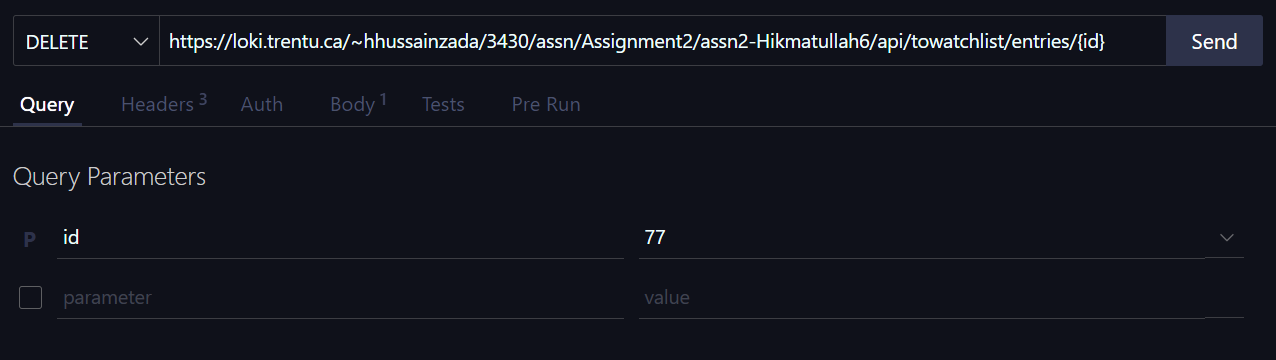 DELETE https://loki.trentu.ca/~hhussainzada/3430/assn/Assignment2/assn2-Hikmatullah6/api/towatchlist/entries/{id} Send
Query Headers 3 Auth Body 1 Tests Pre Run
Query Parameters
P id 77
parameter value